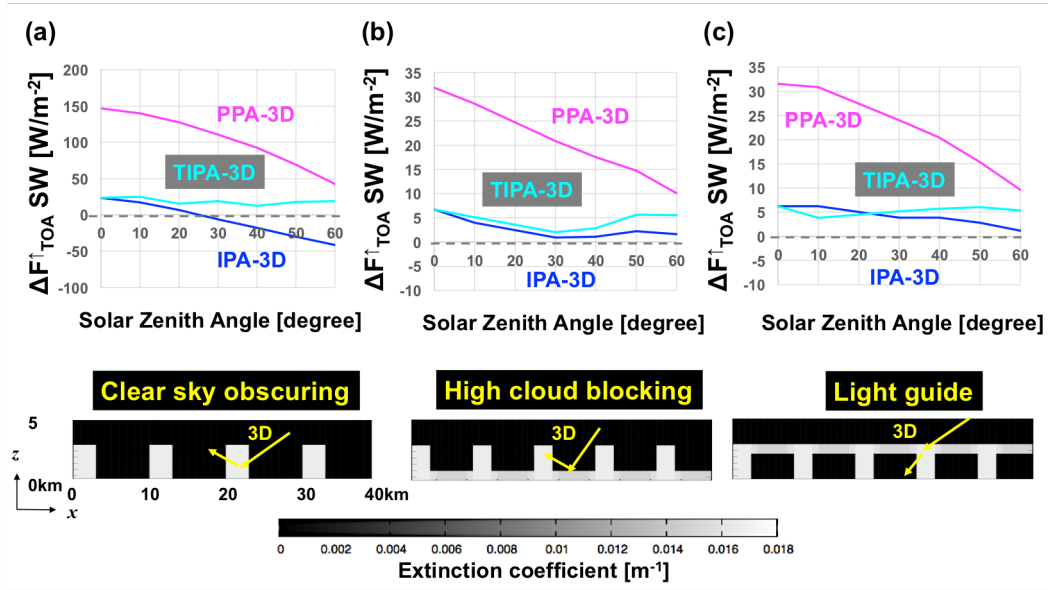 (a)
ΔF↑TOA SW [W/m-2]
200
150
100
50
0
-50
-100
0 10 20 30 40 50 60
PPA-3D
TIPA-3D
IPA-3D
Solar Zenith Angle [degree]
(b)
ΔF↑TOA SW [W/m-2]
35
30
25
20
15
10
5
0
-5
-10
0 10 20 30 40 50 60
PPA-3D
TIPA-3D
IPA-3D
Solar Zenith Angle [degree]
(c)
ΔF↑TOA SW [W/m-2]
35
30
25
20
15
10
5
0
-5
-10
0 10 20 30 40 50 60
PPA-3D
TIPA-3D
IPA-3D
Solar Zenith Angle [degree]
Clear sky obscuring
5
3D
z
0km
x
0 10 20 30 40km
High cloud blocking
3D
Light guide
3D
0 0.002 0.004 0.006 0.008 0.01 0.012 0.014 0.016 0.018
Extinction coefficient [m-1]